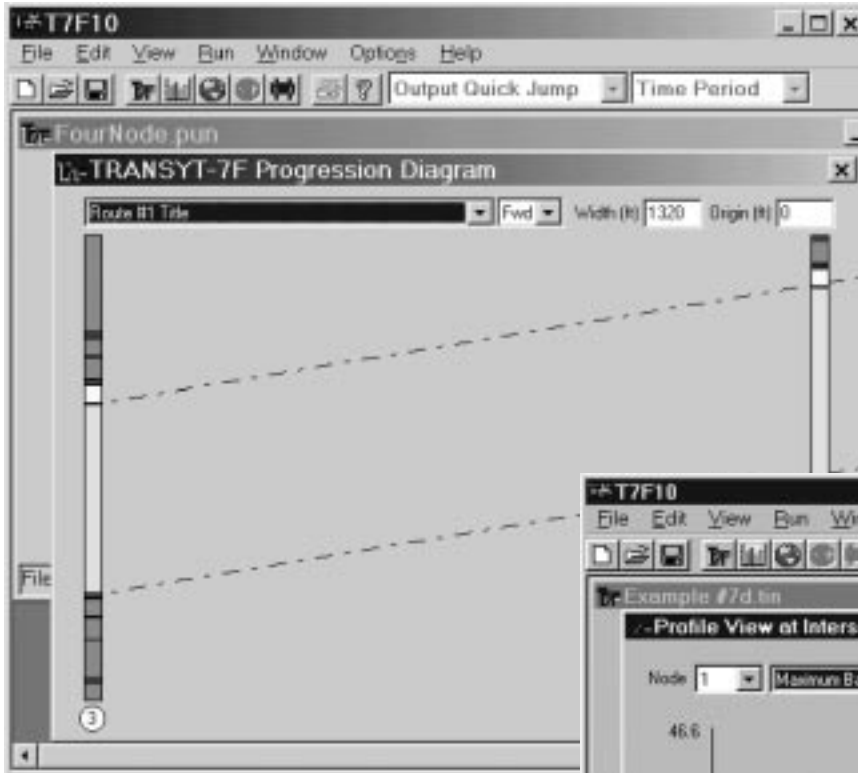 T7F10
File Edit View Run Window Options Help
Output Quick Jump Time Period
FourNode.pun
TRANSYT-7F Progression Diagram
Route #1 Title Fwd Width (ft) 1320 Origin (ft) 0
3
File
T7F10
File Edit View Run Wi
Example #7d.tin
Profile View at Inters
Node 1 Maximum Ba
46.6